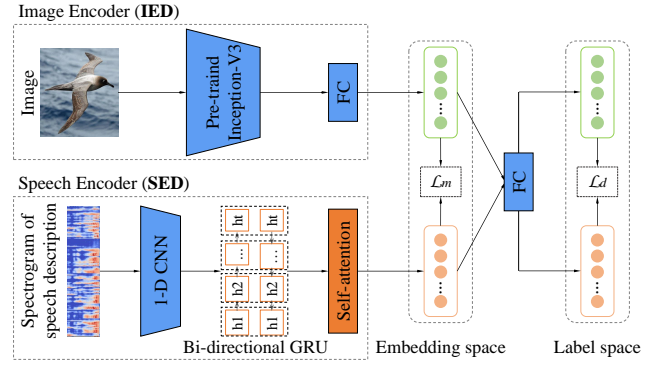 Image Encoder (IED)
Image
Pre-traind
Inception-V3
FC
ℒm
FC
ℒd
Speech Encoder (SED)
Spectrogram of
speech description
1-D CNN
ht ht
... ...
h2 h2
h1 h1
Self-attention
Bi-directional GRU
Embedding space
Label space